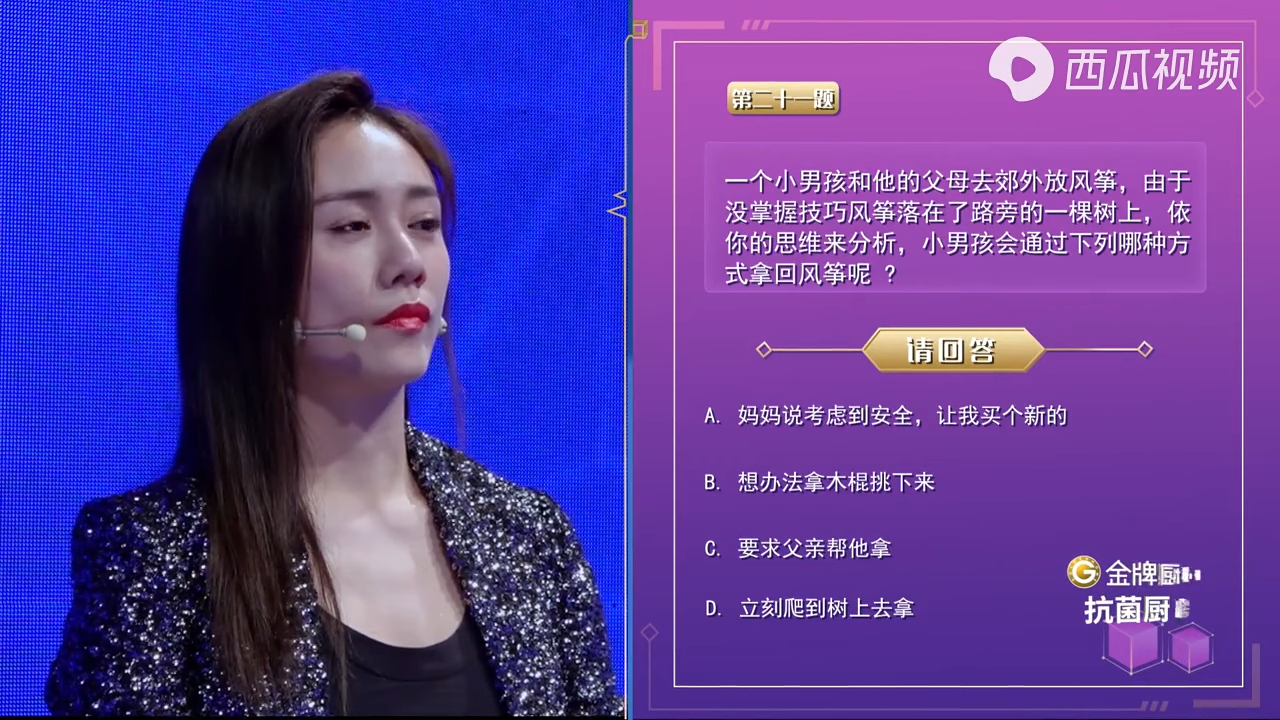 西瓜视频
第二十一题
一个小男孩和他的父母去郊外放风筝，由于
没掌握技巧风筝落在了路旁的一棵树上，依
你的思维来分析，小男孩会通过下列哪种方
式拿回风筝呢 ？
请回答
A. 妈妈说考虑到安全，让我买个新的
B. 想办法拿木棍挑下来
C. 要求父亲帮他拿
D. 立刻爬到树上去拿
G 金牌厨
抗菌厨